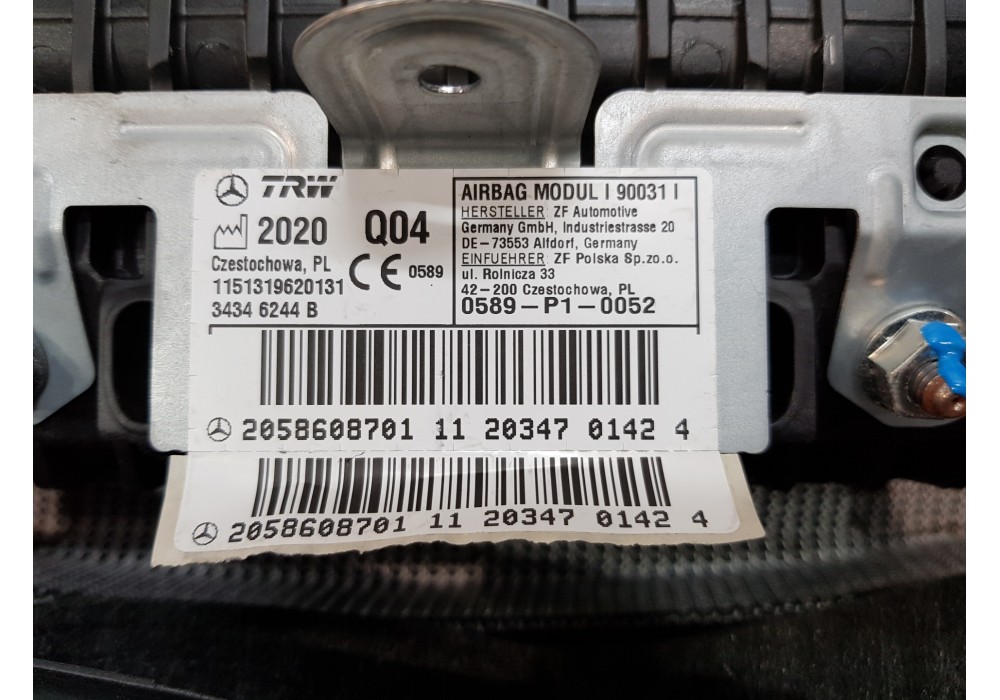 TRW
2020 Q04
Czestochowa, PL
1151319620131
3434 6244 B
CE 0589
AIRBAG MODUL I 90031 I
HERSTELLER: ZF Automotive
Germany GmbH, Industriestrasse 20
DE-73553 Alfdorf, Germany
EINFUEHRER: ZF Polska Sp.zo.o.
ul. Rolnicza 33
42-200 Czestochowa, PL
0589-P1-0052
2058608701 11 20347 0142 4
2058608701 11 20347 0142 4